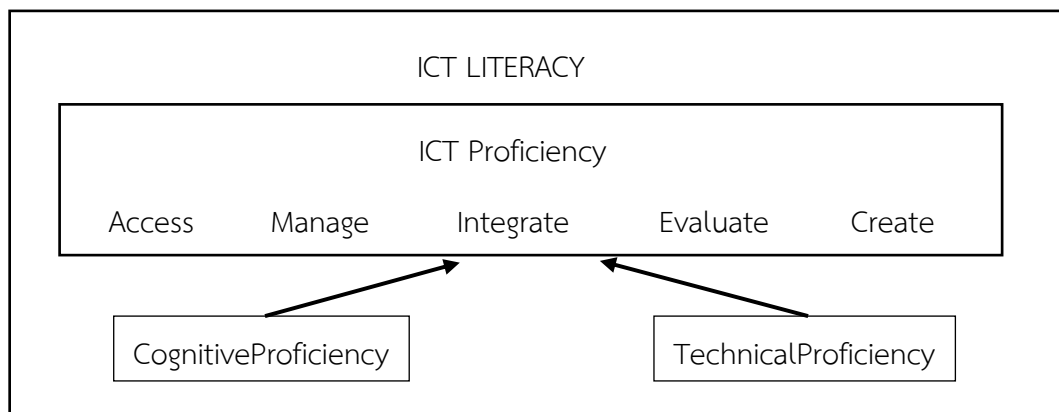 ICT LITERACY
ICT Proficiency
Access Manage Integrate Evaluate Create
CognitiveProficiency TechnicalProficiency